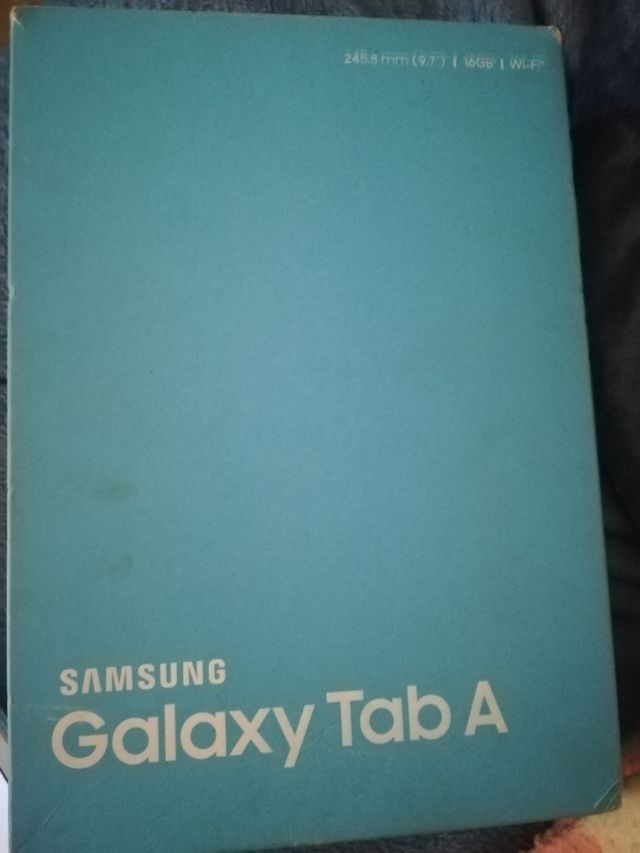 245.8 mm (9.7") | 16GB | Wi-Fi
SAMSUNG
Galaxy Tab A